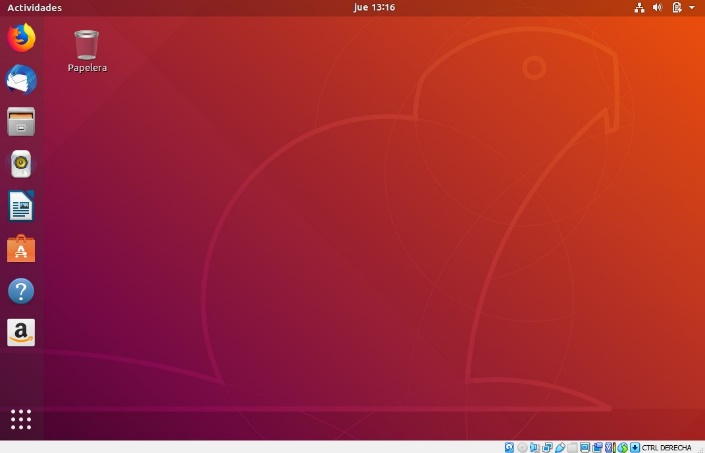 Actividades
jue 13:16
Papelera
a
CTRL DERECHA